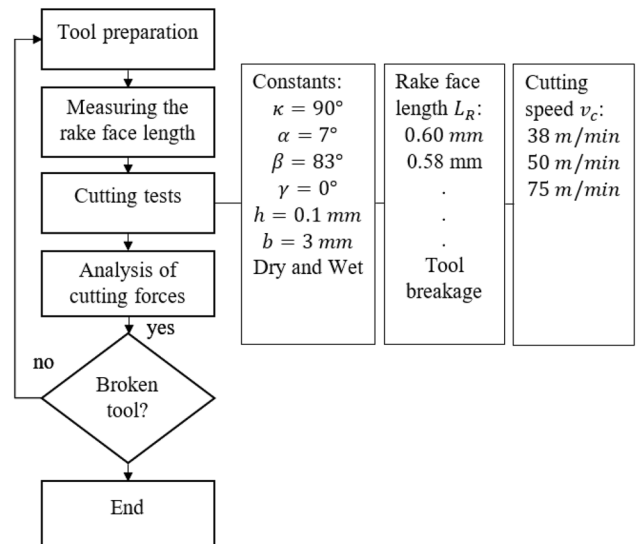 Tool preparation
Measuring the
rake face length
Cutting tests
Analysis of
cutting forces
yes
no
Broken
tool?
End
Constants:
κ = 90°
α = 7°
β = 83°
γ = 0°
h = 0.1 mm
b = 3 mm
Dry and Wet
Rake face
length L_R:
0.60 mm
0.58 mm
.
.
.
Tool
breakage
Cutting
speed v_c:
38 m/min
50 m/min
75 m/min